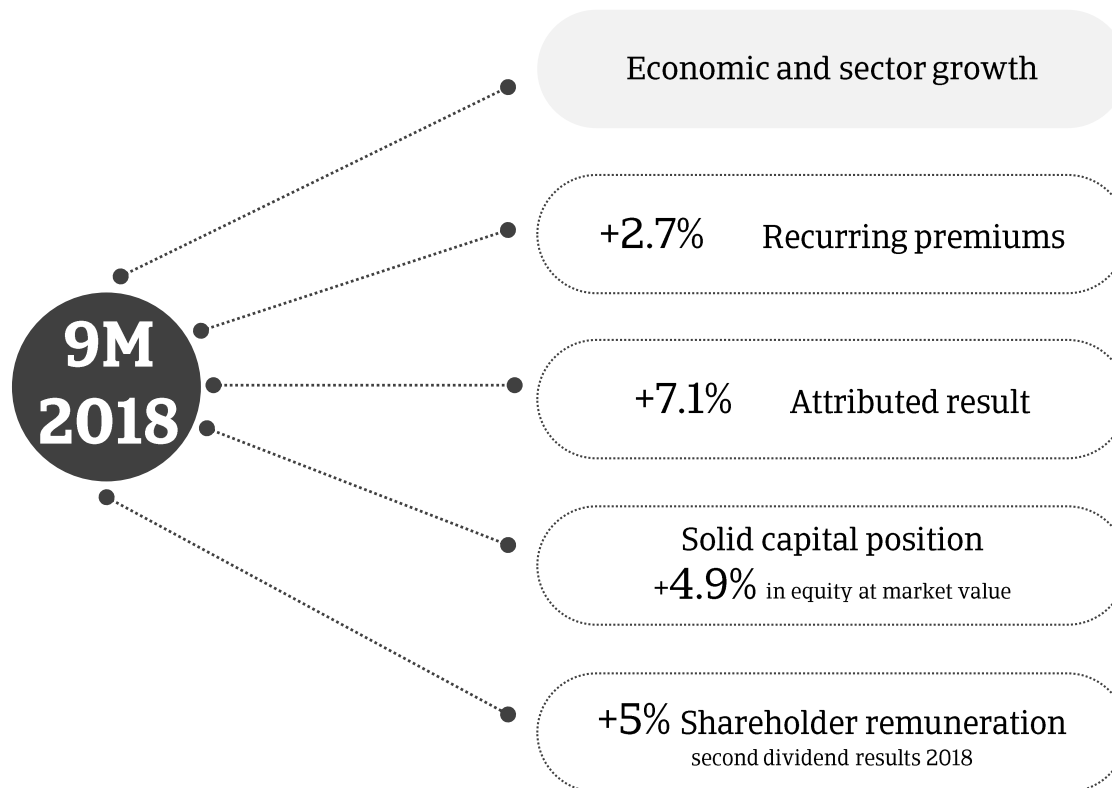 Economic and sector growth
+2.7% Recurring premiums
9M
2018
+7.1% Attributed result
Solid capital position
+4.9% in equity at market value
+5% Shareholder remuneration
second dividend results 2018